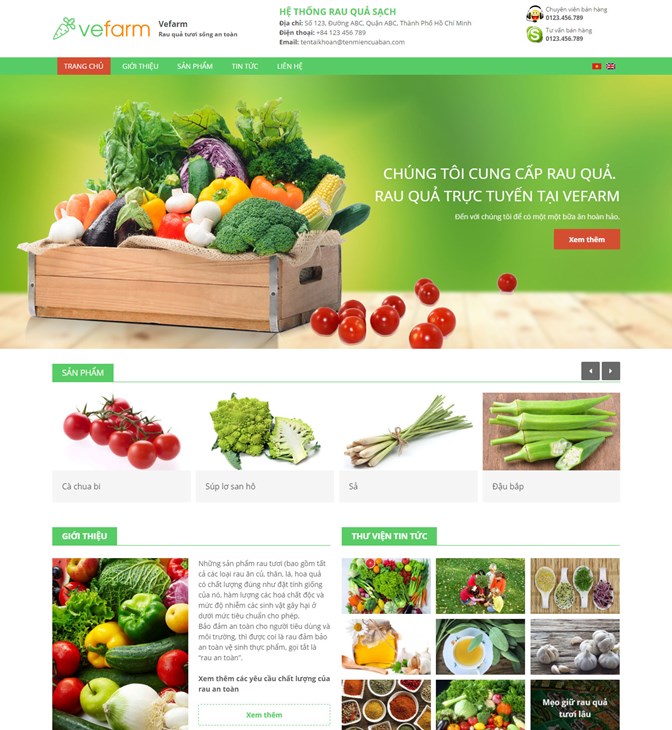 vefarm
Vefarm
Rau quả tươi sống an toàn
HỆ THỐNG RAU QUẢ SẠCH
Địa chỉ: Số 123, Đường ABC, Quận ABC, Thành Phố Hồ Chí Minh
Điện thoại: +84 123 456 789
Email: tentaikhoan@tenmiencuaban.com
Chuyên viên bán hàng
0123.456.789
Tư vấn bán hàng
0123.456.789
TRANG CHỦ GIỚI THIỆU SẢN PHẨM TIN TỨC LIÊN HỆ
CHÚNG TÔI CUNG CẤP RAU QUẢ.
RAU QUẢ TRỰC TUYẾN TẠI VEFARM
Đến với chúng tôi để có một một bữa ăn hoàn hảo.
Xem thêm
SẢN PHẨM
Cà chua bi
Súp lơ san hô
Sả
Đậu bắp
GIỚI THIỆU
Những sản phẩm rau tươi (bao gồm tất
cả các loại rau ăn củ, thân, lá, hoa quả
có chất lượng đúng như đặt tính giống
của nó, hàm lượng các hoá chất độc và
mức độ nhiễm các sinh vật gây hại ở
dưới mức tiêu chuẩn cho phép.
Bảo đảm an toàn cho người tiêu dùng và
môi trường, thì được coi là rau đảm bảo
an toàn vệ sinh thực phẩm, gọi tắt là
"rau an toàn".
Xem thêm các yêu cầu chất lượng của
rau an toàn
Xem thêm
THƯ VIỆN TIN TỨC
Mẹo giữ rau quả
tươi lâu